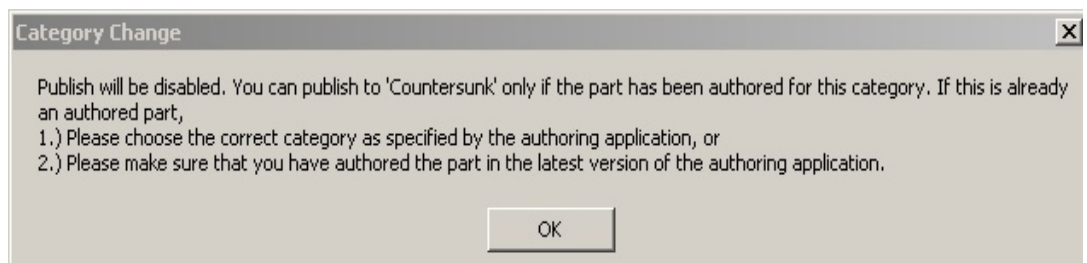 Category Change
Publish will be disabled. You can publish to 'Countersunk' only if the part has been authored for this category. If this is already
an authored part,
1.) Please choose the correct category as specified by the authoring application, or
2.) Please make sure that you have authored the part in the latest version of the authoring application.
OK